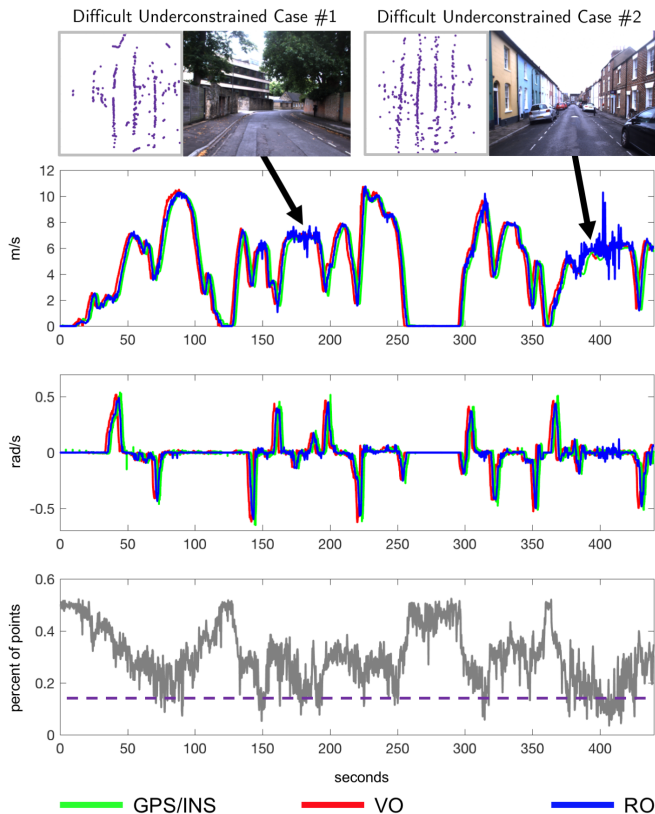 Difficult Underconstrained Case #1
Difficult Underconstrained Case #2
12
10
8
6
4
2
0
m/s
0 50 100 150 200 250 300 350 400
0.5
0
-0.5
rad/s
0 50 100 150 200 250 300 350 400
0.6
0.4
0.2
0
percent of points
0 50 100 150 200 250 300 350 400
seconds
GPS/INS VO RO